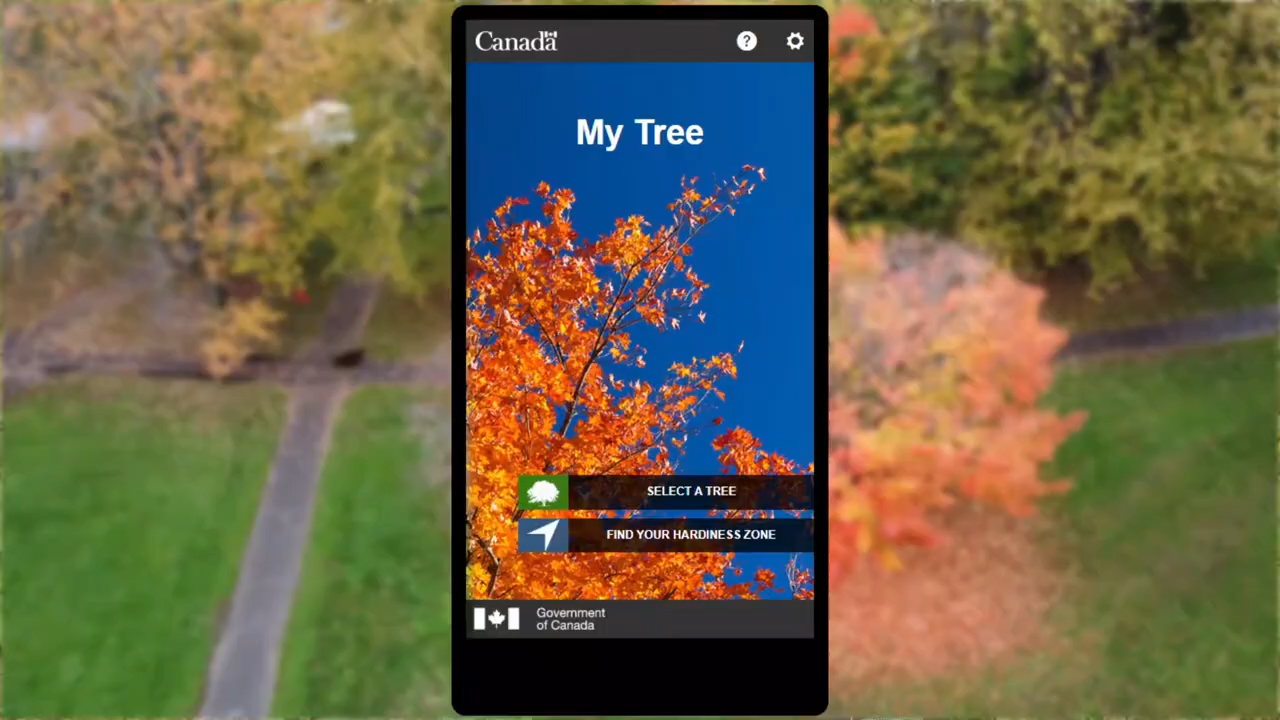 Canada
?
My Tree
SELECT A TREE
FIND YOUR HARDINESS ZONE
Government
of Canada